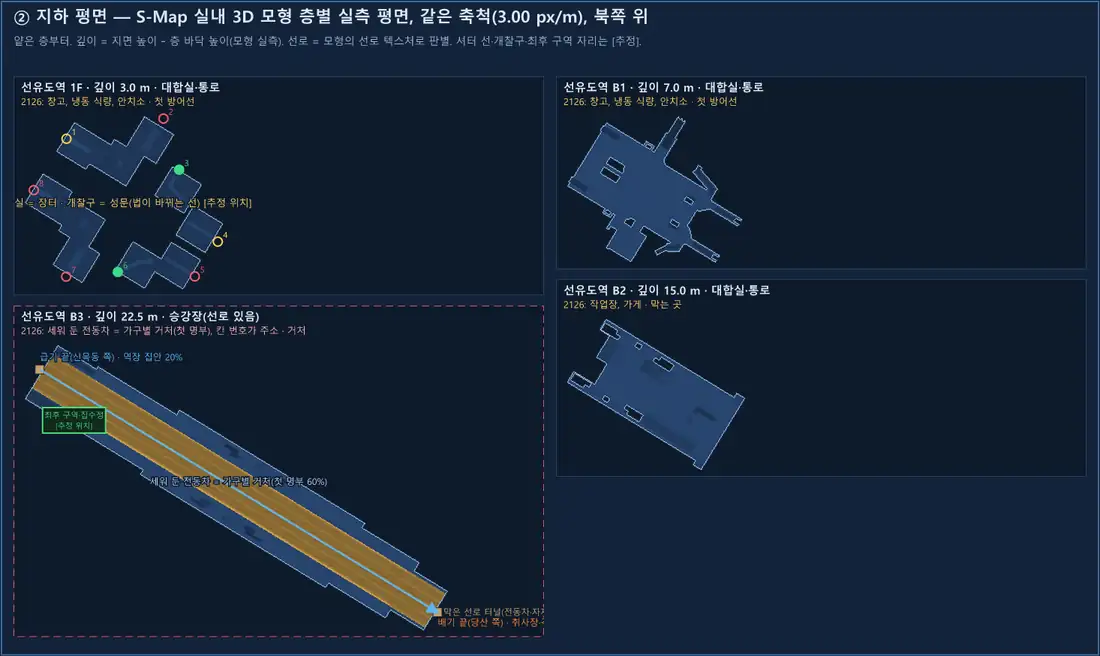 ② 지하 평면 — S-Map 실내 3D 모형 층별 실측 평면, 같은 축척(3.00 px/m), 북쪽 위
얕은 층부터. 깊이 = 지면 높이 − 층 바닥 높이(모형 실측). 선로 = 모형의 선로 텍스처로 판별. 셔터 선·개찰구·최후 구역 자리는 [추정].
선유도역 1F · 깊이 3.0 m · 대합실·통로
2126: 창고, 냉동 식량, 안치소 · 첫 방어선
1
2
3
8
실 = 장터 · 개찰구 = 성문(법이 바뀌는 선) [추정 위치]
4
6
5
7
선유도역 B1 · 깊이 7.0 m · 대합실·통로
2126: 창고, 냉동 식량, 안치소 · 첫 방어선
선유도역 B2 · 깊이 15.0 m · 대합실·통로
2126: 작업장, 가게 · 막는 곳
선유도역 B3 · 깊이 22.5 m · 승강장(선로 있음)
2126: 세워 둔 전동차 = 가구별 거처(첫 명부), 칸 번호가 주소 · 거처
급기 끝(신목동 쪽) · 역장 집안 20%
최후 구역·집수정
[추정 위치]
세워 둔 전동차 = 가구별 거처(첫 명부 60%)
막은 선로 터널(전동차·자
배기 끝(당산 쪽) · 취사장·